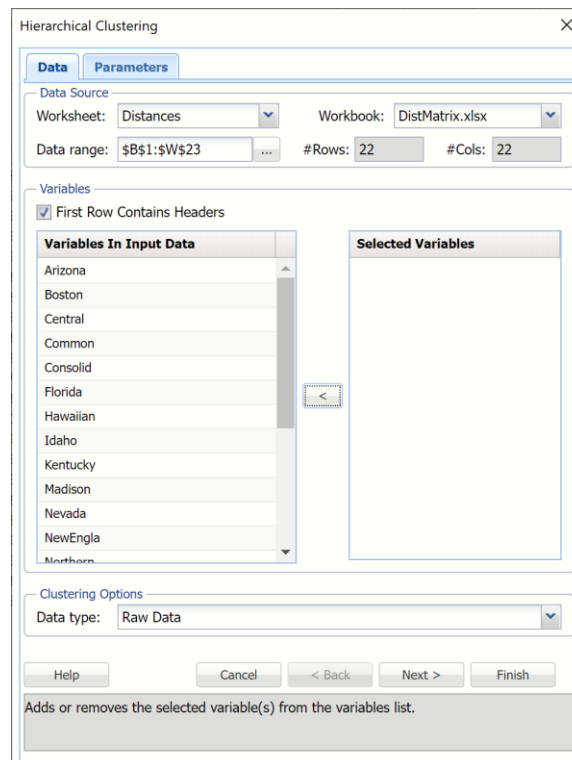 Hierarchical Clustering
Data Parameters
Data Source
Worksheet: Distances Workbook: DistMatrix.xlsx
Data range: $B$1:$W$23 ... #Rows: 22 #Cols: 22
Variables
First Row Contains Headers
Variables In Input Data Selected Variables
Arizona
Boston
Central
Common
Consolid
Florida
<
Hawaiian
Idaho
Kentucky
Madison
Nevada
NewEngla
Northern
Clustering Options
Data type: Raw Data
Help Cancel < Back Next > Finish
Adds or removes the selected variable(s) from the variables list.